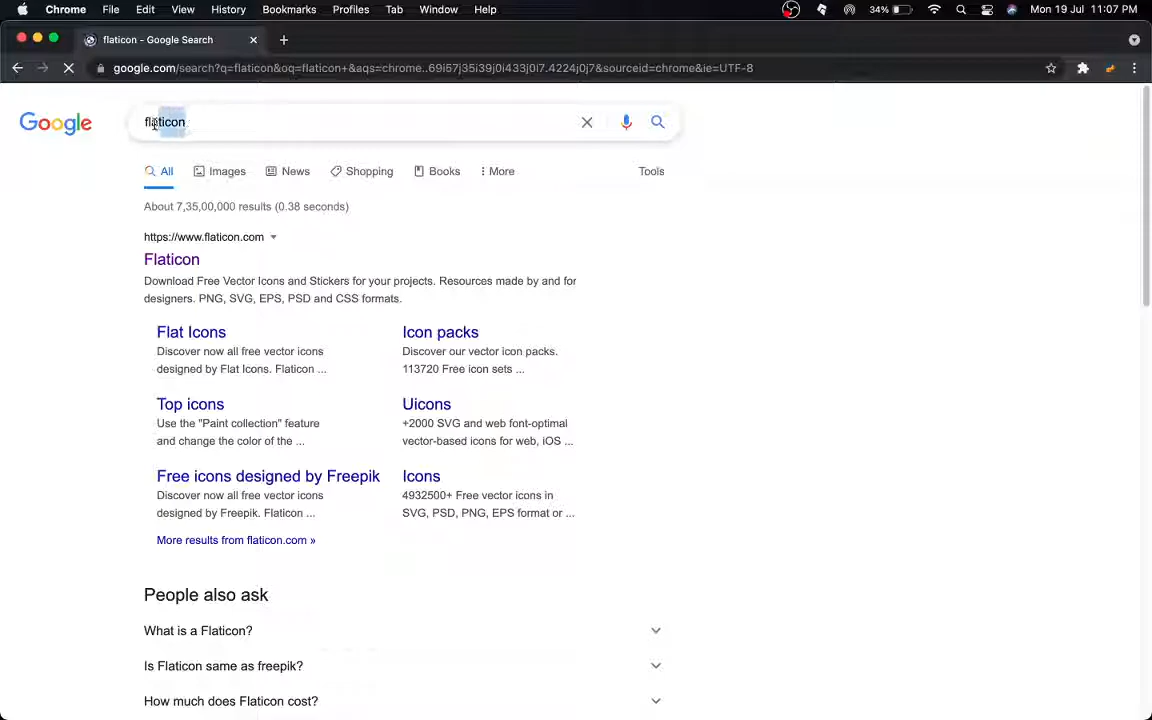 Chrome File Edit View History Bookmarks Profiles Tab Window Help 34% Mon 19 Jul 11:07 PM
flaticon - Google Search
google.com/search?q=flaticon&oq=flaticon+&aqs=chrome..69i57j35i39j0i433j0i7.4224j0j7&sourceid=chrome&ie=UTF-8
Google flaticon
All Images News Shopping Books More Tools
About 7,35,00,000 results (0.38 seconds)
https://www.flaticon.com
Flaticon
Download Free Vector Icons and Stickers for your projects. Resources made by and for
designers. PNG, SVG, EPS, PSD and CSS formats.
Flat Icons
Discover now all free vector icons
designed by Flat Icons. Flaticon ...
Icon packs
Discover our vector icon packs.
113720 Free icon sets ...
Top icons
Use the "Paint collection" feature
and change the color of the ...
Uicons
+2000 SVG and web font-optimal
vector-based icons for web, iOS ...
Free icons designed by Freepik
Discover now all free vector icons
designed by Freepik. Flaticon ...
Icons
4932500+ Free vector icons in
SVG, PSD, PNG, EPS format or ...
More results from flaticon.com »
People also ask
What is a Flaticon?
Is Flaticon same as freepik?
How much does Flaticon cost?